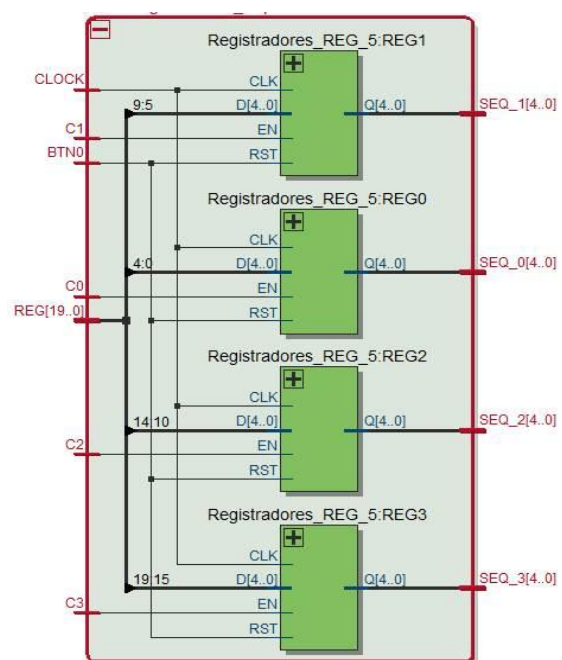 Registradores_REG_5:REG1
CLOCK
CLK
9:5 D[4..0] Q[4..0] SEQ_1[4..0]
C1 EN
BTN0 RST
Registradores_REG_5:REG0
CLK
4:0 D[4..0] Q[4..0] SEQ_0[4..0]
C0 EN
REG[19..0] RST
Registradores_REG_5:REG2
CLK
14:10 D[4..0] Q[4..0] SEQ_2[4..0]
C2 EN
RST
Registradores_REG_5:REG3
CLK
19:15 D[4..0] Q[4..0] SEQ_3[4..0]
C3 EN
RST